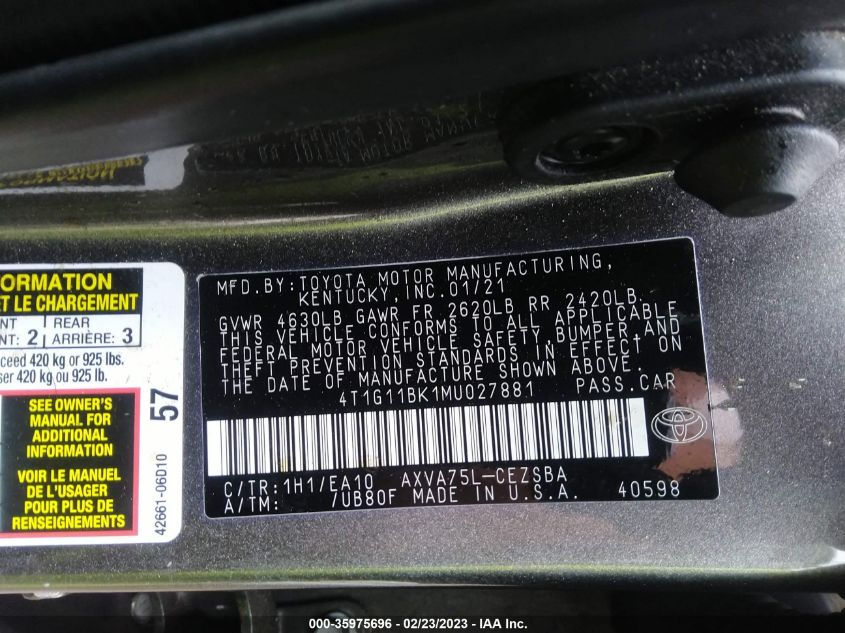 ORMATION
ET LE CHARGEMENT
NT
NT: 2
REAR
ARRIÈRE: 3
ceed 420 kg or 925 lbs.
ser 420 kg ou 925 lb.
SEE OWNER'S
MANUAL FOR
ADDITIONAL
INFORMATION
VOIR LE MANUEL
DE L'USAGER
POUR PLUS DE
RENSEIGNEMENTS
57
42661-06D10
MFD.BY:TOYOTA MOTOR MANUFACTURING,
KENTUCKY,INC.01/21
GVWR 4630LB GAWR FR 2620LB RR 2420LB
THIS VEHICLE CONFORMS TO ALL APPLICABLE
FEDERAL MOTOR VEHICLE SAFETY,BUMPER,AND
THEFT PREVENTION STANDARDS IN EFFECT ON
THE DATE OF MANUFACTURE SHOWN ABOVE.
4T1G11BK1MU027881 PASS.CAR
C/TR:1H1/EA10 AXVA75L-CEZSBA
A/TM: 7UB80F MADE IN U.S.A. 40598
000-35975696 - 02/23/2023 - IAA Inc.